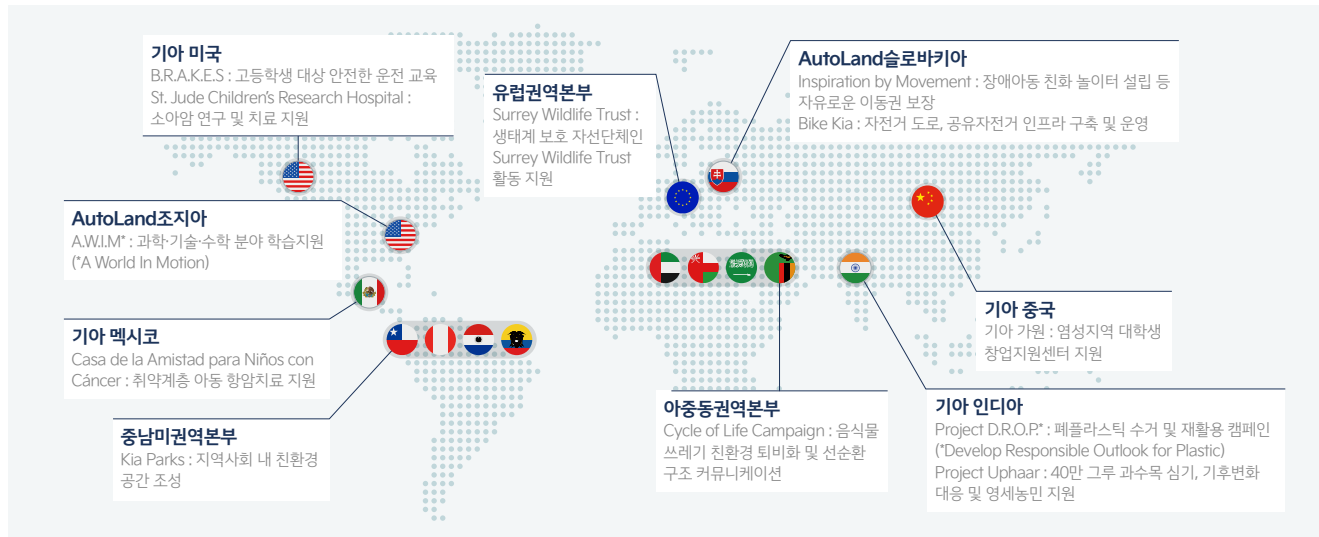 기아 미국
B.R.A.K.E.S : 고등학생 대상 안전한 운전 교육
St. Jude Children's Research Hospital :
소아암 연구 및 치료 지원
유럽권역본부
Surrey Wildlife Trust :
생태계 보호 자선단체인
Surrey Wildlife Trust
활동 지원
AutoLand슬로바키아
Inspiration by Movement : 장애아동 친화 놀이터 설립 등
자유로운 이동권 보장
Bike Kia : 자전거 도로, 공유자전거 인프라 구축 및 운영
AutoLand조지아
A.W.I.M* : 과학·기술·수학 분야 학습지원
(*A World In Motion)
기아 멕시코
Casa de la Amistad para Niños con
Cáncer : 취약계층 아동 항암치료 지원
중남미권역본부
Kia Parks : 지역사회 내 친환경
공간 조성
아중동권역본부
Cycle of Life Campaign : 음식물
쓰레기 친환경 퇴비화 및 선순환
구조 커뮤니케이션
기아 중국
기아 가원 : 염성지역 대학생
창업지원센터 지원
기아 인디아
Project D.R.O.P.* : 폐플라스틱 수거 및 재활용 캠페인
(*Develop Responsible Outlook for Plastic)
Project Uphaar : 40만 그루 과수목 심기, 기후변화
대응 및 영세농민 지원